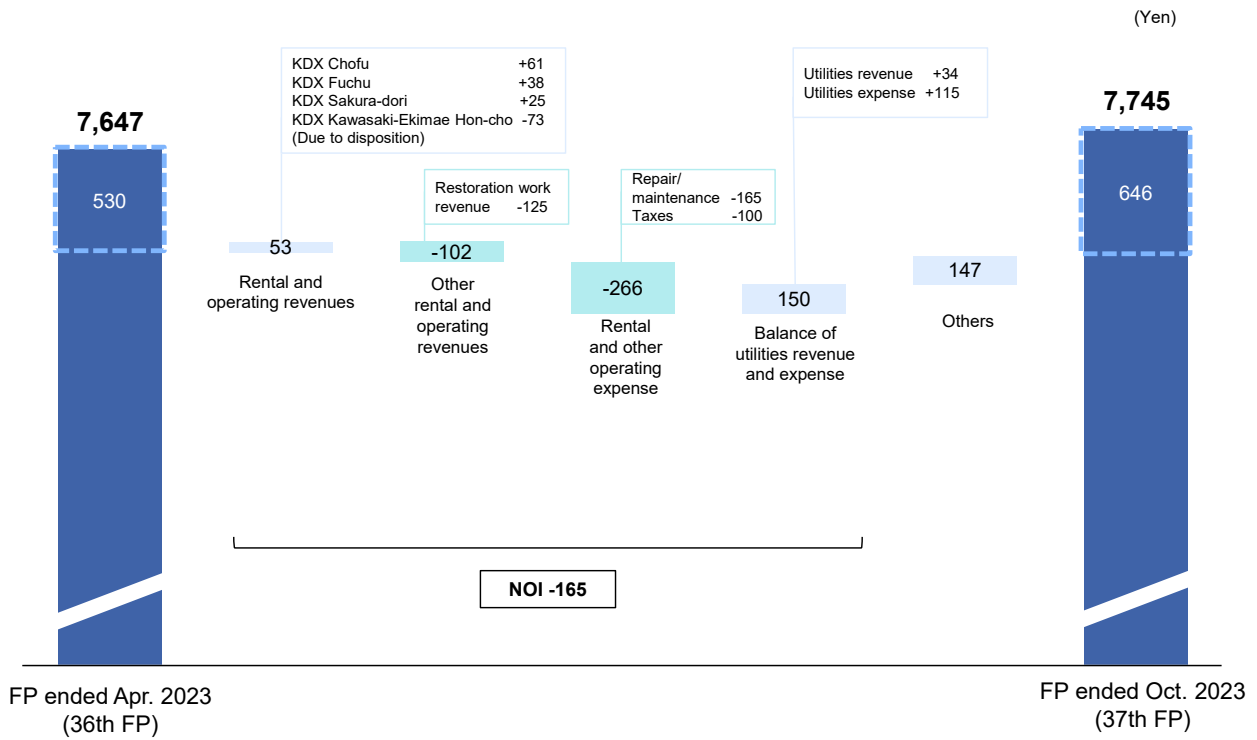 (Yen)
KDX Chofu +61
KDX Fuchu +38
KDX Sakura-dori +25
KDX Kawasaki-Ekimae Hon-cho -73
(Due to disposition)
Utilities revenue +34
Utilities expense +115
7,647
7,745
Restoration work
revenue -125
Repair/
maintenance -165
Taxes -100
530
646
53
-102
-266
150
147
Rental and
operating revenues
Other
rental and
operating
revenues
Rental
and other
operating
expense
Balance of
utilities revenue
and expense
Others
NOI -165
FP ended Apr. 2023
(36th FP)
FP ended Oct. 2023
(37th FP)